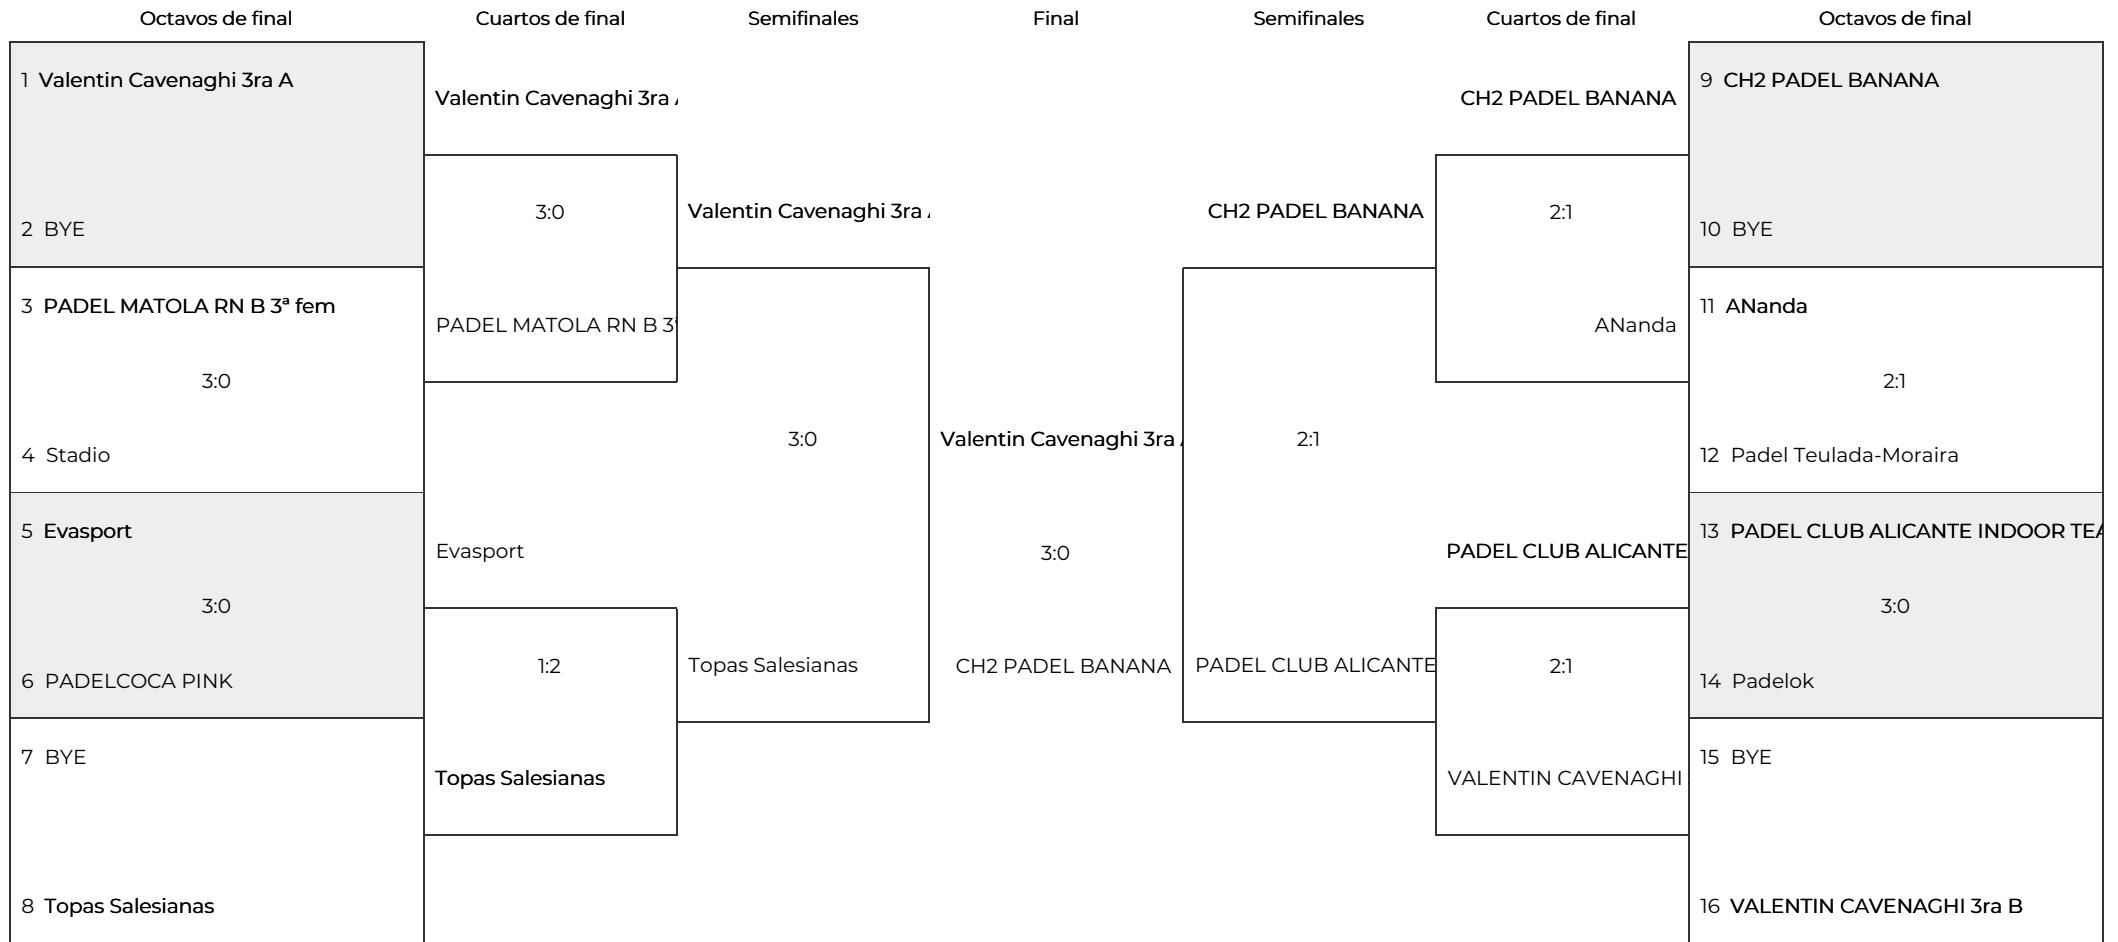 Octavos de final
Cuartos de final
Semifinales
Final
Semifinales
Cuartos de final
Octavos de final
1 Valentin Cavenaghi 3ra A
2 BYE
3 PADEL MATOLA RN B 3ª fem
3:0
4 Stadio
5 Evasport
3:0
6 PADELCOCA PINK
7 BYE
8 Topas Salesianas
Valentin Cavenaghi 3ra
3:0
PADEL MATOLA RN B 3ª
Evasport
1:2
Topas Salesianas
Valentin Cavenaghi 3ra
3:0
Topas Salesianas
Valentin Cavenaghi 3ra
3:0
CH2 PADEL BANANA
CH2 PADEL BANANA
2:1
PADEL CLUB ALICANTE
CH2 PADEL BANANA
2:1
ANanda
PADEL CLUB ALICANTE
2:1
VALENTIN CAVENAGHI
9 CH2 PADEL BANANA
10 BYE
11 ANanda
2:1
12 Padel Teulada-Moraira
13 PADEL CLUB ALICANTE INDOOR TEA
3:0
14 Padelok
15 BYE
16 VALENTIN CAVENAGHI 3ra B